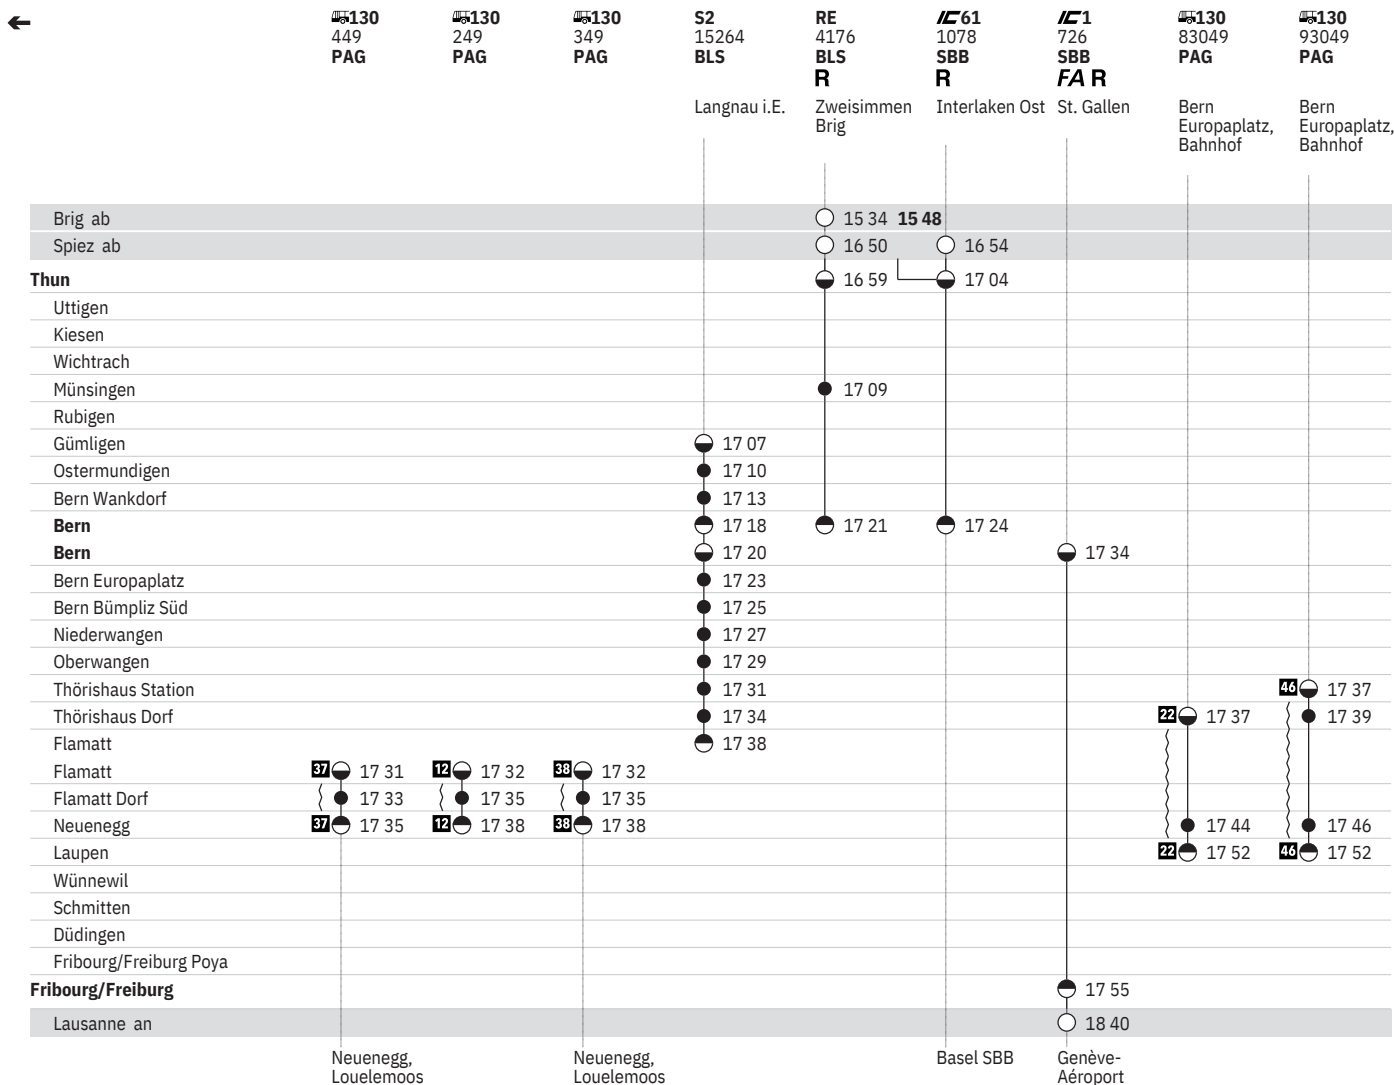 130 130 130 S2 RE IC61 IC1 130 130
449 249 349 15264 4176 1078 726 83049 93049
PAG PAG PAG BLS BLS SBB SBB PAG PAG
R R FA R
Langnau i.E. Zweisimmen Interlaken Ost St. Gallen Bern Bern
Brig Europaplatz, Europaplatz,
Bahnhof Bahnhof
Brig ab 15 34 15 48
Spiez ab 16 50 16 54
Thun 16 59 17 04
Uttigen
Kiesen
Wichtrach
Münsingen 17 09
Rubigen
Gümligen 17 07
Ostermundigen 17 10
Bern Wankdorf 17 13
Bern 17 18 17 21 17 24
Bern 17 20 17 34
Bern Europaplatz 17 23
Bern Bümpliz Süd 17 25
Niederwangen 17 27
Oberwangen 17 29
Thörishaus Station 17 31 46 17 37
Thörishaus Dorf 17 34 22 17 37 17 39
Flamatt 17 38
Flamatt 37 17 31 12 17 32 38 17 32
Flamatt Dorf 17 33 17 35 17 35
Neuenegg 37 17 35 12 17 38 38 17 38 17 44 17 46
Laupen 22 17 52 46 17 52
Wünnewil
Schmitten
Düdingen
Fribourg/Freiburg Poya
Fribourg/Freiburg 17 55
Lausanne an 18 40
Neuenegg, Neuenegg, Basel SBB Genève-
Louelemoos Louelemoos Aéroport